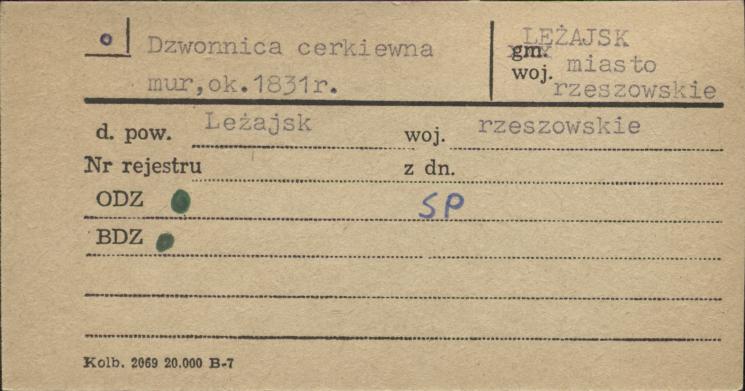 o Dzwonnica cerkiewna
mur,ok.1831r.
LEŻAJSK
gm. miasto
woj. rzeszowskie
d. pow. Leżajsk woj. rzeszowskie
Nr rejestru z dn.
ODZ SP
BDZ
Kolb. 2069 20.000 B-7